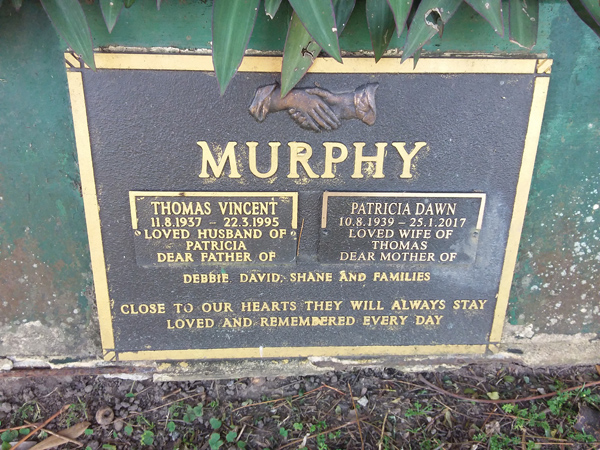 MURPHY
THOMAS VINCENT
11.8.1937 - 22.3.1995
LOVED HUSBAND OF
PATRICIA
DEAR FATHER OF
PATRICIA DAWN
10.8.1939 - 25.1.2017
LOVED WIFE OF
THOMAS
DEAR MOTHER OF
DEBBIE DAVID, SHANE AND FAMILIES
CLOSE TO OUR HEARTS THEY WILL ALWAYS STAY
LOVED AND REMEMBERED EVERY DAY